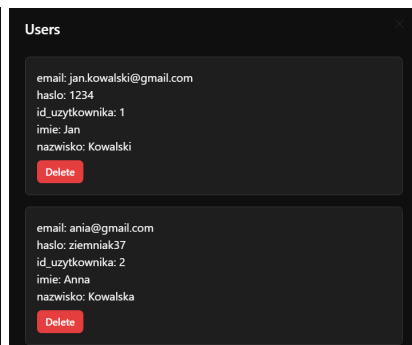 Users
email: jan.kowalski@gmail.com
haslo: 1234
id_uzytkownika: 1
imie: Jan
nazwisko: Kowalski
Delete
email: ania@gmail.com
haslo: ziemniak37
id_uzytkownika: 2
imie: Anna
nazwisko: Kowalska
Delete